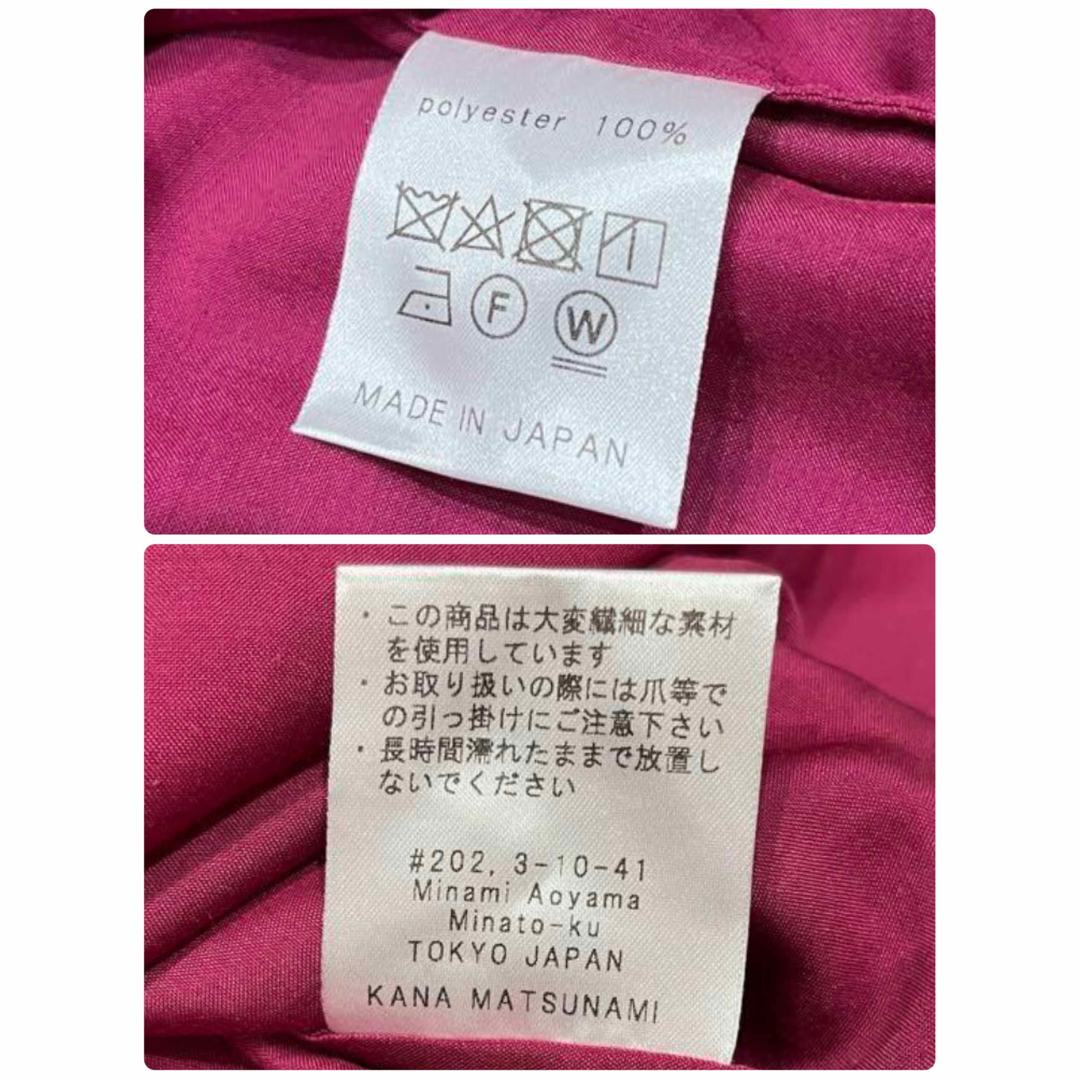 polyester 100%
F W
MADE IN JAPAN
・この商品は大変繊細な素材
を使用しています
・お取り扱いの際には爪等で
の引っ掛けにご注意下さい
・長時間濡れたままで放置し
ないでください
#202, 3-10-41
Minami Aoyama
Minato-ku
TOKYO JAPAN
KANA MATSUNAMI